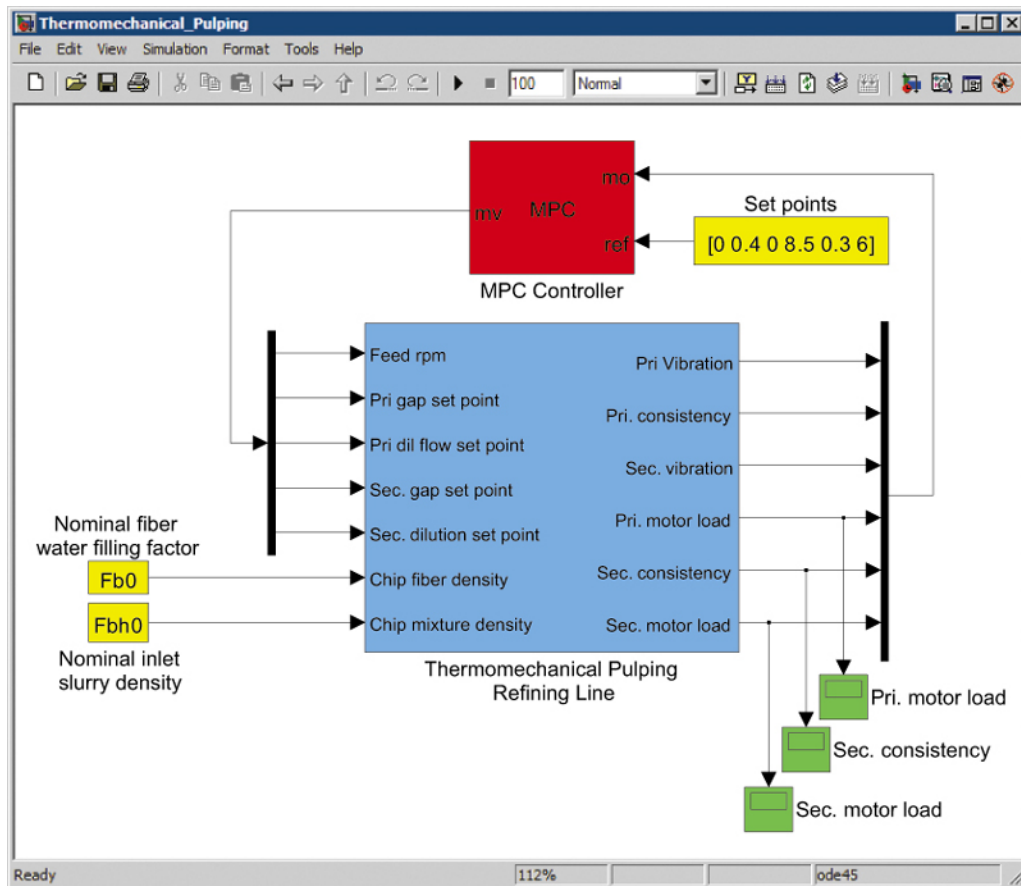 Thermomechanical_Pulping
File Edit View Simulation Format Tools Help
100 Normal
mo
mv MPC
ref
MPC Controller
Set points
[0 0.4 0 8.5 0.3 6]
Feed rpm
Pri gap set point
Pri dil flow set point
Sec. gap set point
Sec. dilution set point
Chip fiber density
Chip mixture density
Pri Vibration
Pri. consistency
Sec. vibration
Pri. motor load
Sec. consistency
Sec. motor load
Nominal fiber
water filling factor
Fb0
Fbh0
Nominal inlet
slurry density
Thermomechanical Pulping
Refining Line
Pri. motor load
Sec. consistency
Sec. motor load
Ready 112% ode45